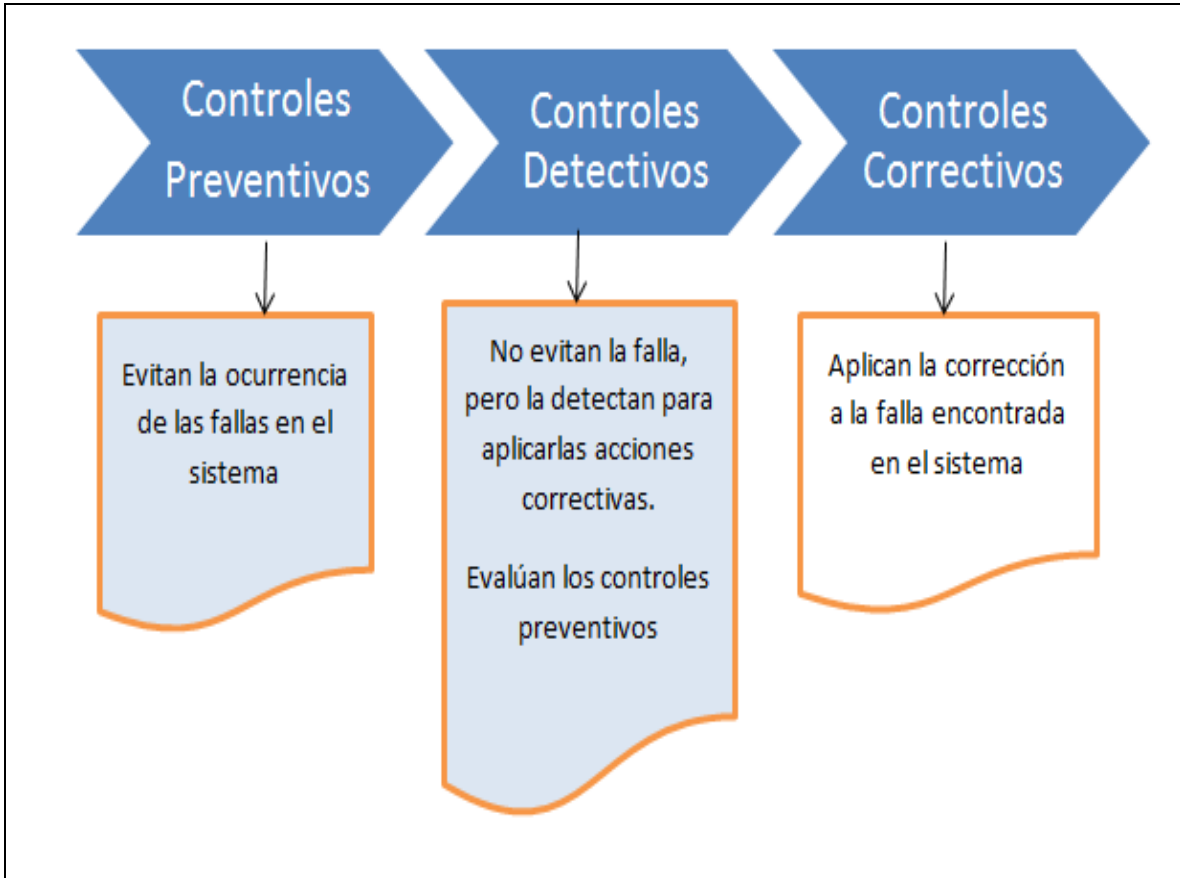 Controles
Preventivos
Controles
Detectivos
Controles
Correctivos
Evitan la ocurrencia
de las fallas en el
sistema
No evitan la falla,
pero la detectan para
aplicarlas acciones
correctivas.
Evalúan los controles
preventivos
Aplican la corrección
a la falla encontrada
en el sistema